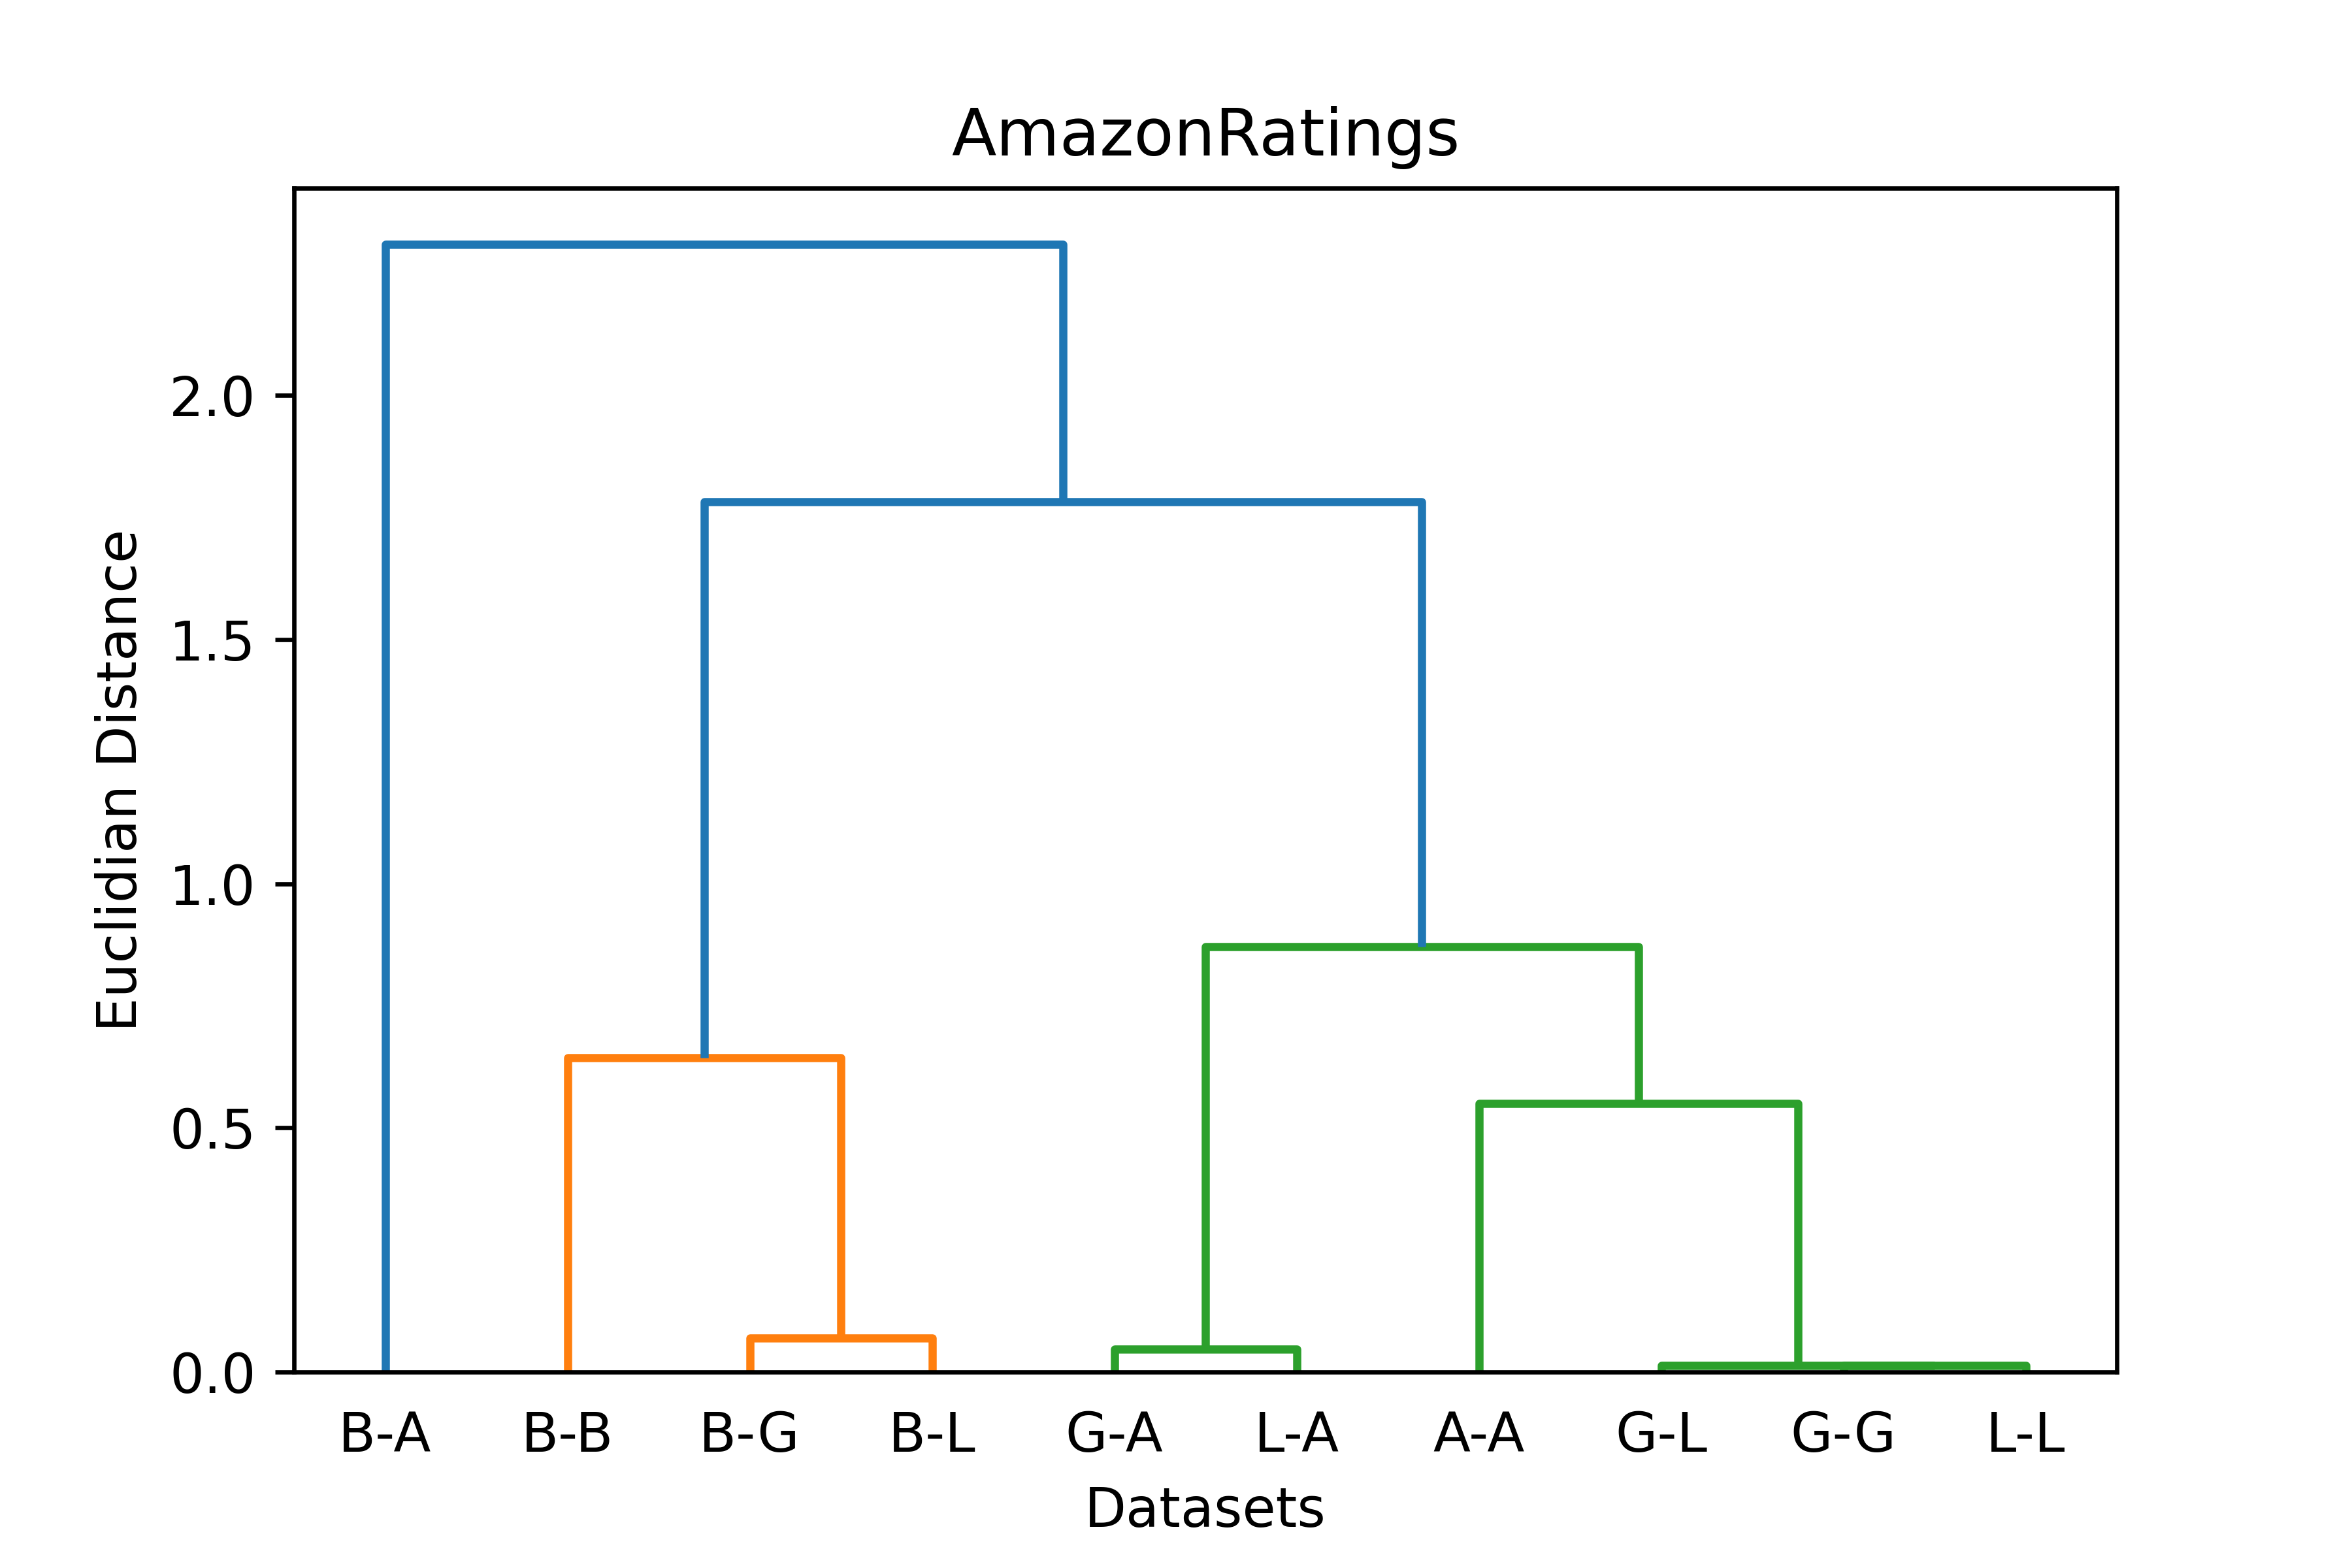 AmazonRatings
Euclidian Distance
2.0
1.5
1.0
0.5
0.0
B-A B-B B-G B-L G-A L-A A-A G-L G-G L-L
Datasets